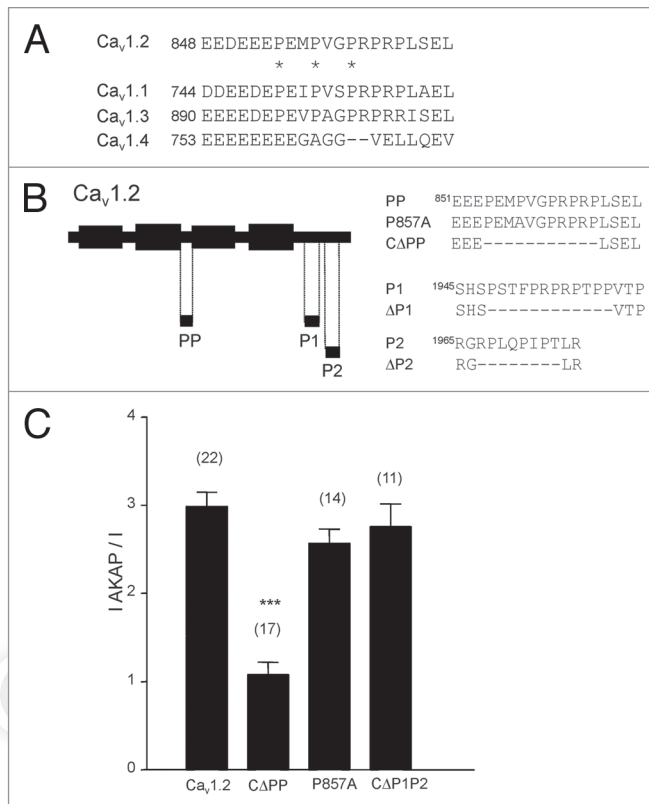 A
Cav1.2 848 EEDEEEPEMPVGPRPRPLSEL
* * *
Cav1.1 744 DDEEDEPEIPVSPRPRPLAEL
Cav1.3 890 EEEEDEPEVPAGPRPRRISEL
Cav1.4 753 EEEEEEEEGAGG--VELLQEV
B
Cav1.2
PP
P1
P2
PP 851EEEPEMPVGPRPRPLSEL
P857A EEEPEMAVGPRPRPLSEL
CΔPP EEE-----------LSEL
P1 1945SHSPSTFPRPRPTPPVTP
ΔP1 SHS------------VTP
P2 1965RGRPLQPIPTLR
ΔP2 RG--------LR
C
I AKAP / I
4
3
2
1
0
(22)
***
(17)
(14)
(11)
Cav1.2 CΔPP P857A CΔP1P2